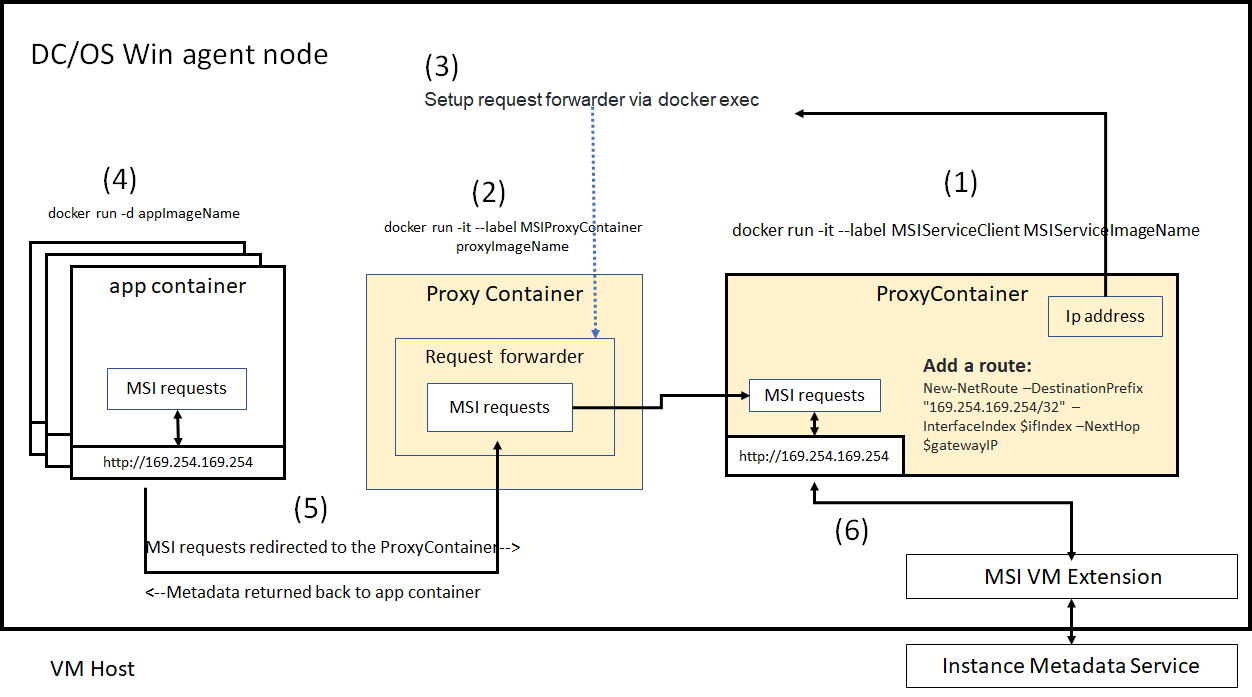 DC/OS Win agent node
(3)
Setup request forwarder via docker exec
(4)
docker run -d appImageName
(2)
docker run -it --label MSIProxyContainer
proxyImageName
(1)
docker run -it --label MSIServiceClient MSIServiceImageName
app container
MSI requests
http://169.254.169.254
Proxy Container
Request forwarder
MSI requests
ProxyContainer
Ip address
Add a route:
New-NetRoute –DestinationPrefix
"169.254.169.254/32" –
InterfaceIndex $ifIndex –NextHop
$gatewayIP
MSI requests
http://169.254.169.254
(5)
MSI requests redirected to the ProxyContainer-->
<--Metadata returned back to app container
(6)
MSI VM Extension
VM Host
Instance Metadata Service